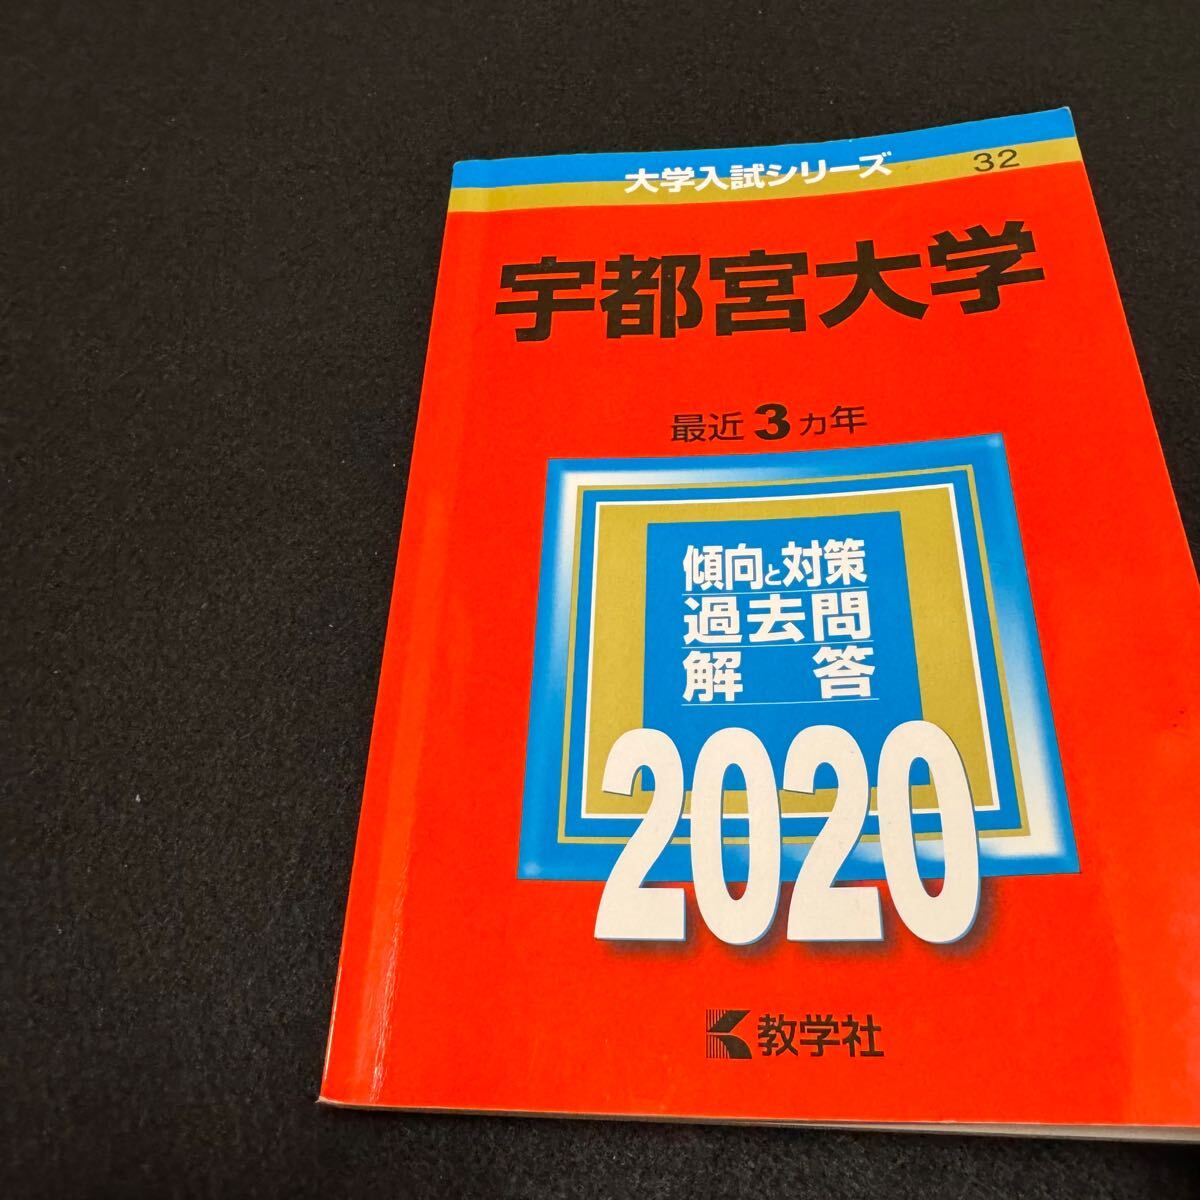 大学入試シリーズ 32
宇都宮大学
最近3カ年
傾向と対策
過去問
解答
2020
教学社